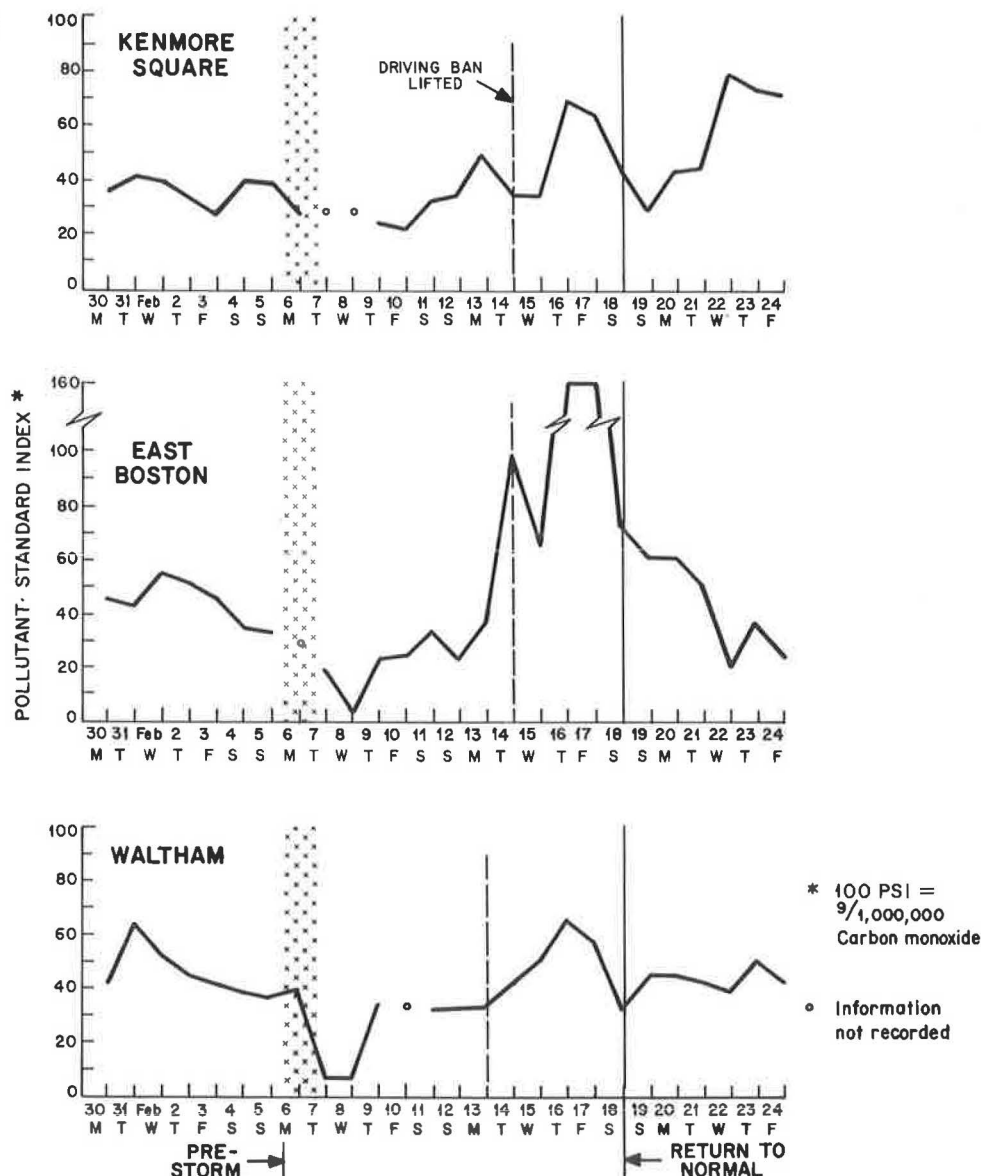 KENMORE
SQUARE
DRIVING BAN
LIFTED
100
80
60
40
20
0
30 31 Feb 2 3 4 5 6 7 8 9 10 11 12 13 14 15 16 17 18 19 20 21 22 23 24
M T W T F S S M T W T F S S M T W T F S S M T W T F
POLLUTANT-STANDARD INDEX *
EAST
BOSTON
160
100
80
60
40
20
0
30 31 Feb 2 3 4 5 6 7 8 9 10 11 12 13 14 15 16 17 18 19 20 21 22 23 24
M T W T F S S M T W T F S S M T W T F S S M T W T F
WALTHAM
100
80
60
40
20
0
30 31 Feb 2 3 4 5 6 7 8 9 10 11 12 13 14 15 16 17 18 19 20 21 22 23 24
M T W T F S S M T W T F S S M T W T F S S M T W T F
PRE-
STORM
RETURN TO
NORMAL
* 100 PSI =
9/1,000,000
Carbon monoxide
o Information
not recorded